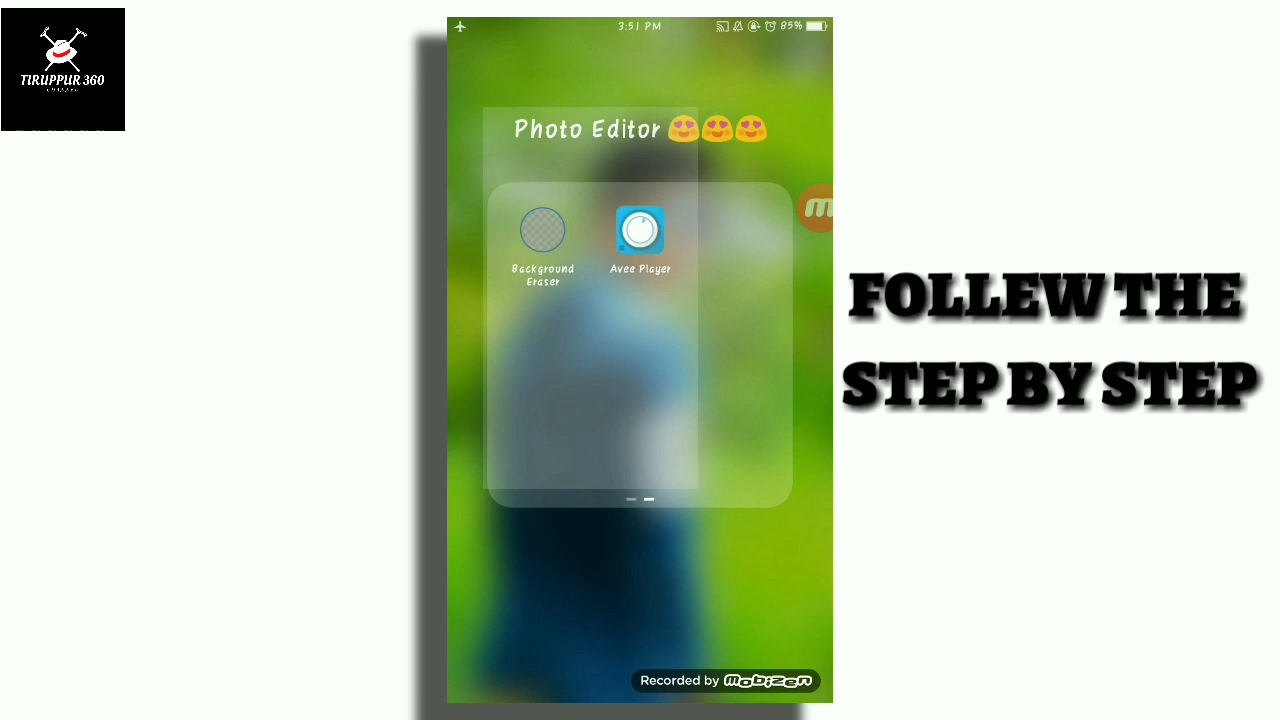 TIRUPPUR 360
CHANNEL
3:51 PM
85%
Photo Editor 😍😍😍
Background
Eraser
Avee Player
FOLLEW THE
STEP BY STEP
Recorded by Mobizen